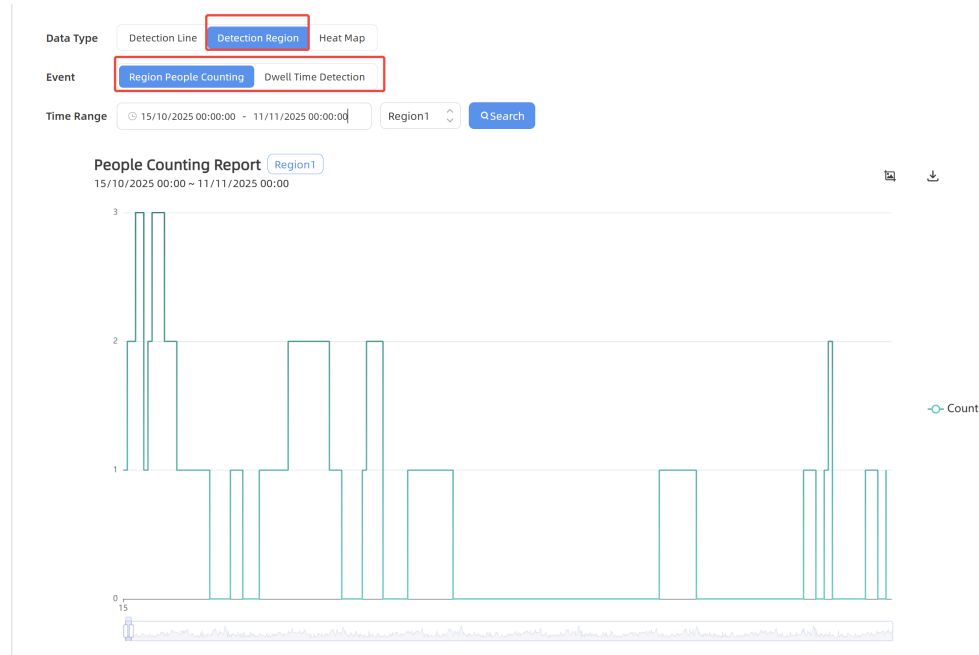 Data Type Detection Line Detection Region Heat Map
Event Region People Counting Dwell Time Detection
Time Range 15/10/2025 00:00:00 - 11/11/2025 00:00:00 Region1 Search
People Counting Report Region1
15/10/2025 00:00 ~ 11/11/2025 00:00
3
2
Count
1
0
15